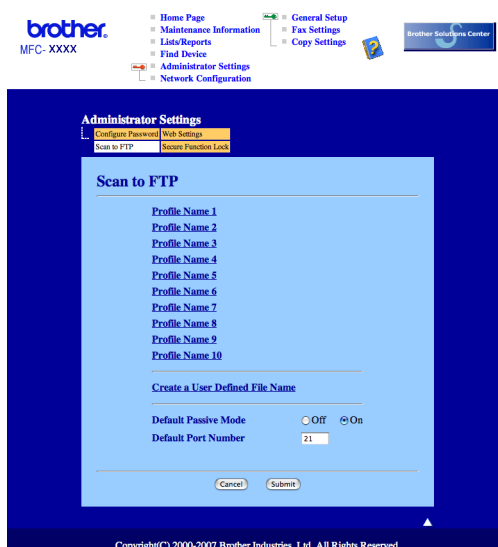 brother®
MFC- XXXX
Home Page
Maintenance Information
Lists/Reports
Find Device
Administrator Settings
Network Configuration
General Setup
Fax Settings
Copy Settings
?
Brother Solutions Center
Administrator Settings
Configure Password Web Settings
Scan to FTP Secure Function Lock
Scan to FTP
Profile Name 1
Profile Name 2
Profile Name 3
Profile Name 4
Profile Name 5
Profile Name 6
Profile Name 7
Profile Name 8
Profile Name 9
Profile Name 10
Create a User Defined File Name
Default Passive Mode Off On
Default Port Number 21
Cancel Submit
Copyright(C) 2000-2007 Brother Industries, Ltd. All Rights Reserved.